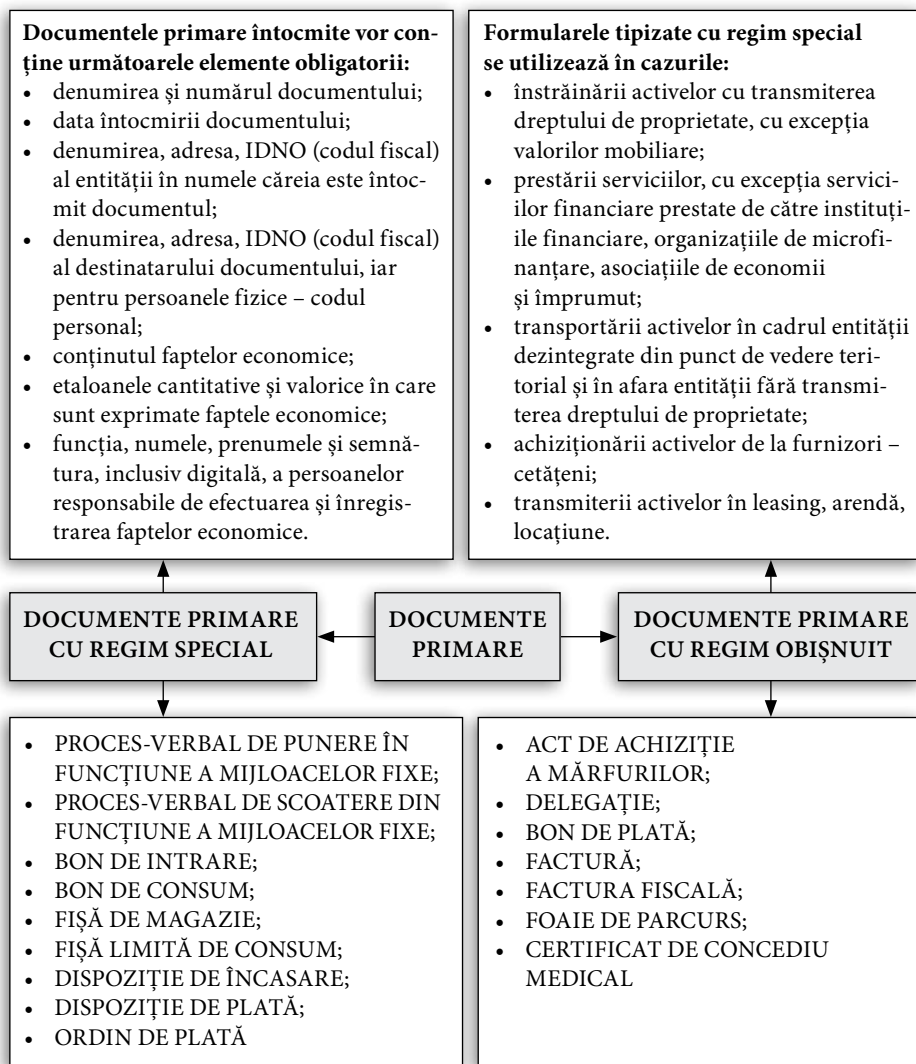 Documentele primare întocmite vor con-
ține următoarele elemente obligatorii:
• denumirea și numărul documentului;
• data întocmirii documentului;
• denumirea, adresa, IDNO (codul fiscal)
al entității în numele căreia este întoc-
mit documentul;
• denumirea, adresa, IDNO (codul fiscal)
al destinatarului documentului, iar
pentru persoanele fizice – codul
personal;
• conținutul faptelor economice;
• etaloanele cantitative și valorice în care
sunt exprimate faptele economice;
• funcția, numele, prenumele și semnă-
tura, inclusiv digitală, a persoanelor
responsabile de efectuarea și înregis-
trarea faptelor economice.
Formularele tipizate cu regim special
se utilizează în cazurile:
• înstrăinării activelor cu transmiterea
dreptului de proprietate, cu excepția
valorilor mobiliare;
• prestării serviciilor, cu excepția servici-
ilor financiare prestate de către instituți-
ile financiare, organizațiile de microfi-
nanțare, asociațiile de economii
și împrumut;
• transportării activelor în cadrul entității
dezintegrate din punct de vedere teri-
torial și în afara entității fără transmi-
terea dreptului de proprietate;
• achiziționării activelor de la furnizori –
cetățeni;
• transmiterii activelor în leasing, arendă,
locațiune.
DOCUMENTE PRIMARE
CU REGIM SPECIAL
DOCUMENTE
PRIMARE
DOCUMENTE PRIMARE
CU REGIM OBIȘNUIT
• PROCES-VERBAL DE PUNERE ÎN
FUNCȚIUNE A MIJLOACELOR FIXE;
• PROCES-VERBAL DE SCOATERE DIN
FUNCȚIUNE A MIJLOACELOR FIXE;
• BON DE INTRARE;
• BON DE CONSUM;
• FIȘĂ DE MAGAZIE;
• FIȘĂ LIMITĂ DE CONSUM;
• DISPOZIȚIE DE ÎNCASARE;
• DISPOZIȚIE DE PLATĂ;
• ORDIN DE PLATĂ
• ACT DE ACHIZIȚIE
A MĂRFURILOR;
• DELEGAȚIE;
• BON DE PLATĂ;
• FACTURĂ;
• FACTURA FISCALĂ;
• FOAIE DE PARCURS;
• CERTIFICAT DE CONCEDIU
MEDICAL